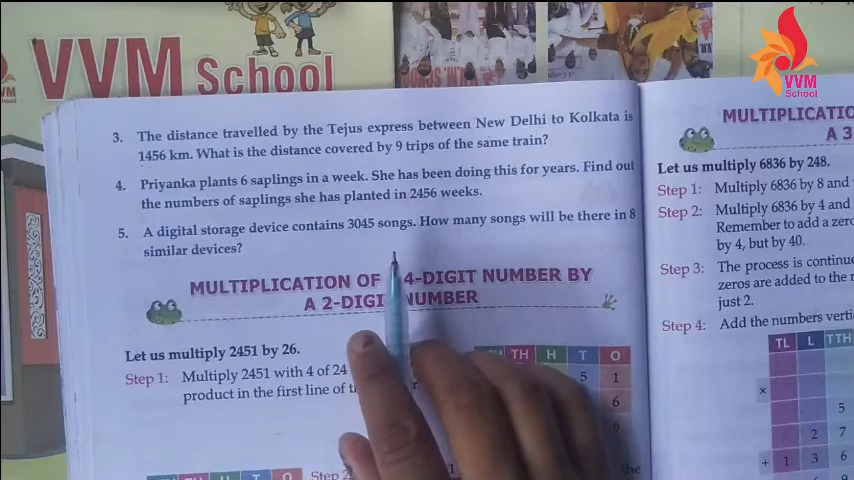 VVM School
VVM
School
3. The distance travelled by the Tejus express between New Delhi to Kolkata is
1456 km. What is the distance covered by 9 trips of the same train?
4. Priyanka plants 6 saplings in a week. She has been doing this for years. Find out
the numbers of saplings she has planted in 2456 weeks.
5. A digital storage device contains 3045 songs. How many songs will be there in 8
similar devices?
MULTIPLICATION OF 4-DIGIT NUMBER BY
A 2-DIGI NUMBER
Let us multiply 2451 by 26.
Step 1: Multiply 2451 with 4 of 24
product in the first line of
TH H T O
5 1
6
6
H T O
Step 2
1
the
MULTIPLICATIO
A 3
Let us multiply 6836 by 248.
Step 1: Multiply 6836 by 8 and
Step 2: Multiply 6836 by 4 and
Remember to add a zero
by 4, but by 40.
Step 3: The process is continue
zeros are added to the
just 2.
Step 4: Add the numbers verti
TL L TTH
×
5
2 7
+ 1 3 6